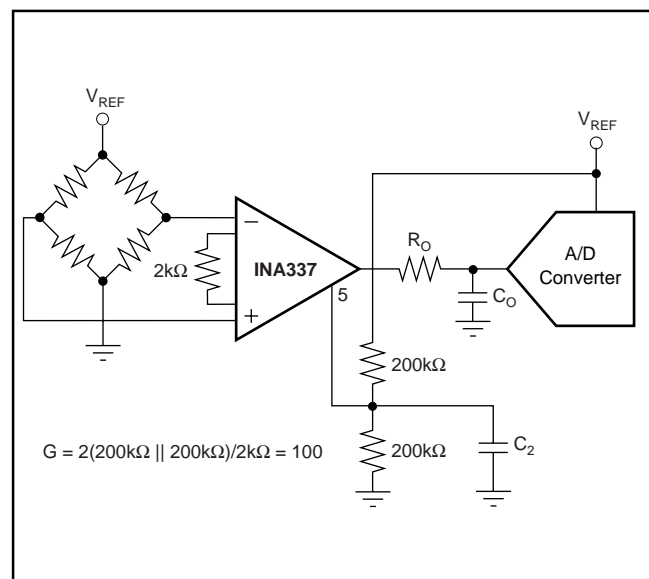 V_REF
V_REF
R_O
A/D
Converter
2kΩ
−
INA337
+
5
C_O
200kΩ
G = 2(200kΩ || 200kΩ)/2kΩ = 100
200kΩ
C_2